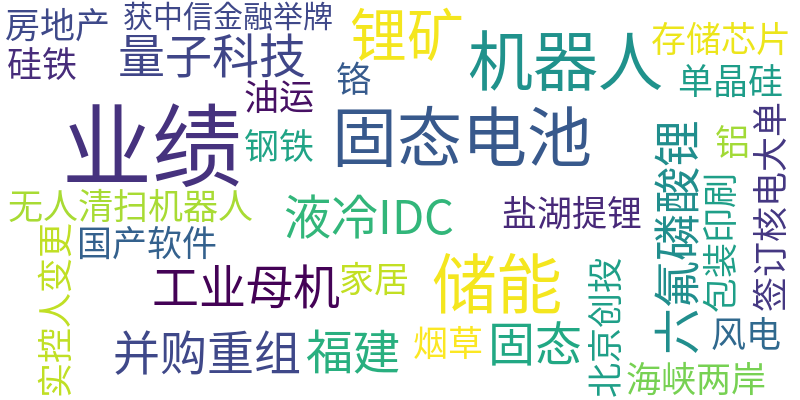 房地产
获中信金融举牌
锂矿
机器人
存储芯片
硅铁
量子科技
铬
单晶硅
油运
业绩
钢铁
固态电池
六氟磷酸锂
铝
签订核电大单
无人清扫机器人
液冷IDC
盐湖提锂
包装印刷
国产软件
实控人变更
工业母机
家居
储能
北京创投
并购重组
福建
烟草
固态
风电
海峡两岸